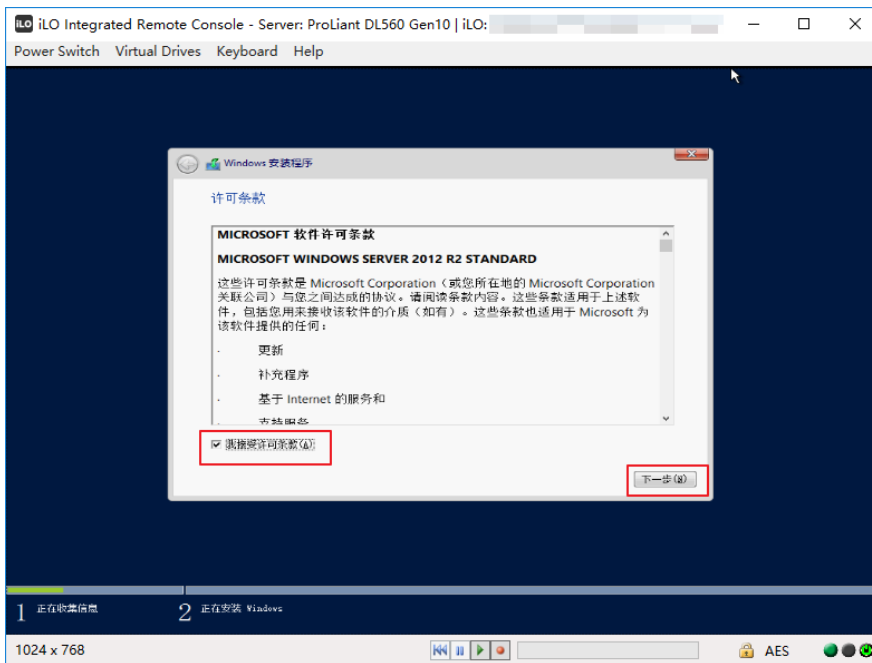 iLO Integrated Remote Console - Server: ProLiant DL560 Gen10 | iLO:
Power Switch Virtual Drives Keyboard Help
Windows 安装程序
许可条款
MICROSOFT 软件许可条款
MICROSOFT WINDOWS SERVER 2012 R2 STANDARD
这些许可条款是 Microsoft Corporation（或您所在地的 Microsoft Corporation
关联公司）与您之间达成的协议。请阅读条款内容。这些条款适用于上述软
件，包括您用来接收该软件的介质（如有）。这些条款也适用于 Microsoft 为
该软件提供的任何：
· 更新
· 补充程序
· 基于 Internet 的服务和
· 支持服务
我接受许可条款(A)
下一步(N)
1 正在收集信息
2 正在安装 Windows
1024 x 768
AES